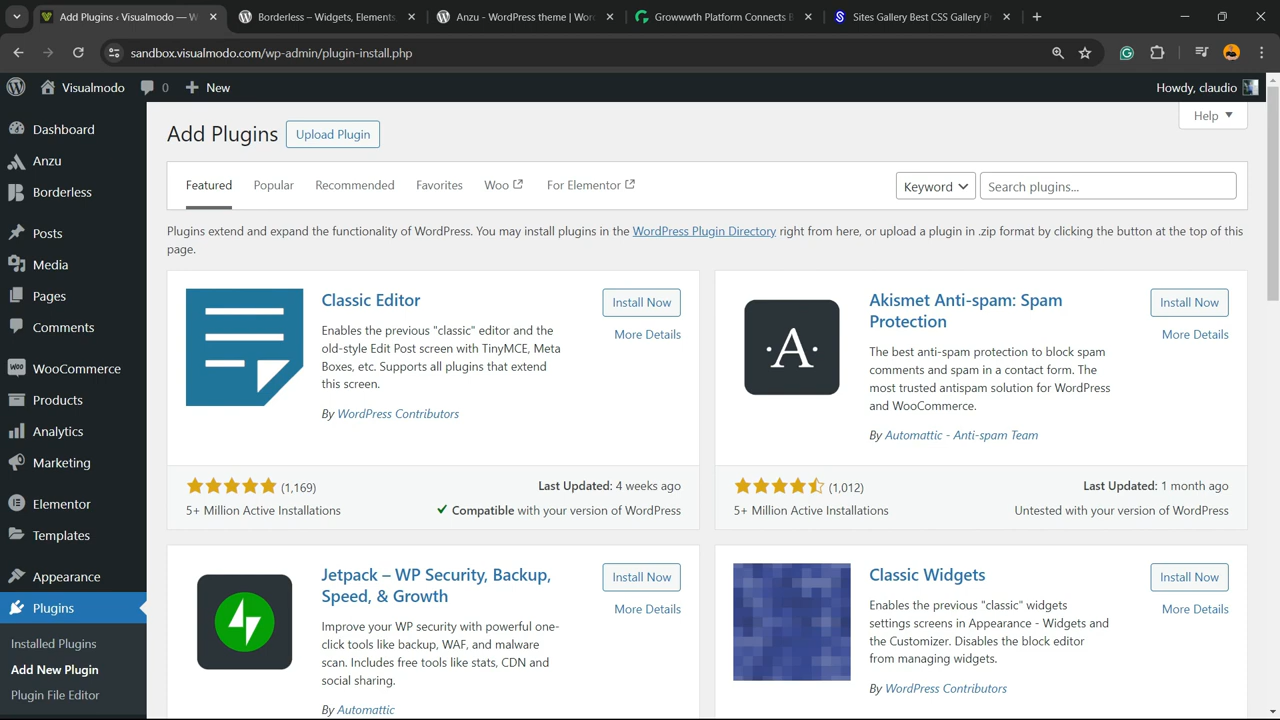 Add Plugins ‹ Visualmodo — W
Borderless – Widgets, Elements,
Anzu - WordPress theme | Wor
Growwwth Platform Connects B
Sites Gallery Best CSS Gallery P
sandbox.visualmodo.com/wp-admin/plugin-install.php
Visualmodo
0
New
Howdy, claudio
Dashboard
Anzu
Borderless
Posts
Media
Pages
Comments
WooCommerce
Products
Analytics
Marketing
Elementor
Templates
Appearance
Plugins
Installed Plugins
Add New Plugin
Plugin File Editor
Add Plugins
Upload Plugin
Help
Featured
Popular
Recommended
Favorites
Woo
For Elementor
Keyword
Search plugins...
Plugins extend and expand the functionality of WordPress. You may install plugins in the WordPress Plugin Directory right from here, or upload a plugin in .zip format by clicking the button at the top of this
page.
Classic Editor
Install Now
More Details
Enables the previous "classic" editor and the
old-style Edit Post screen with TinyMCE, Meta
Boxes, etc. Supports all plugins that extend
this screen.
By WordPress Contributors
(1,169)
Last Updated: 4 weeks ago
5+ Million Active Installations
Compatible with your version of WordPress
·A·
Akismet Anti-spam: Spam
Protection
Install Now
More Details
The best anti-spam protection to block spam
comments and spam in a contact form. The
most trusted antispam solution for WordPress
and WooCommerce.
By Automattic - Anti-spam Team
(1,012)
Last Updated: 1 month ago
5+ Million Active Installations
Untested with your version of WordPress
Jetpack – WP Security, Backup,
Speed, & Growth
Install Now
More Details
Improve your WP security with powerful one-
click tools like backup, WAF, and malware
scan. Includes free tools like stats, CDN and
social sharing.
By Automattic
Classic Widgets
Install Now
More Details
Enables the previous "classic" widgets
settings screens in Appearance - Widgets and
the Customizer. Disables the block editor
from managing widgets.
By WordPress Contributors